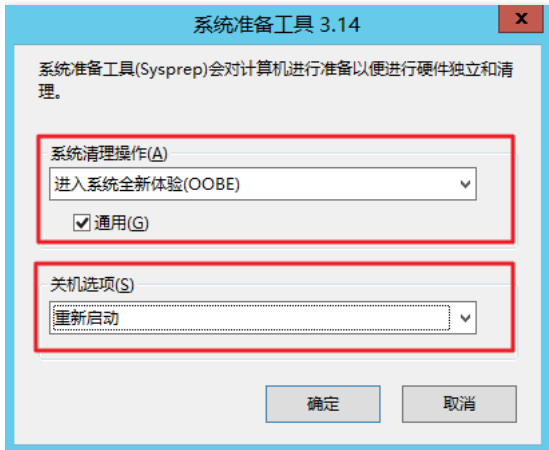 系统准备工具 3.14
x
系统准备工具(Sysprep)会对计算机进行准备以便进行硬件独立和清
理。
系统清理操作(A)
进入系统全新体验(OOBE)
通用(G)
关机选项(S)
重新启动
确定
取消